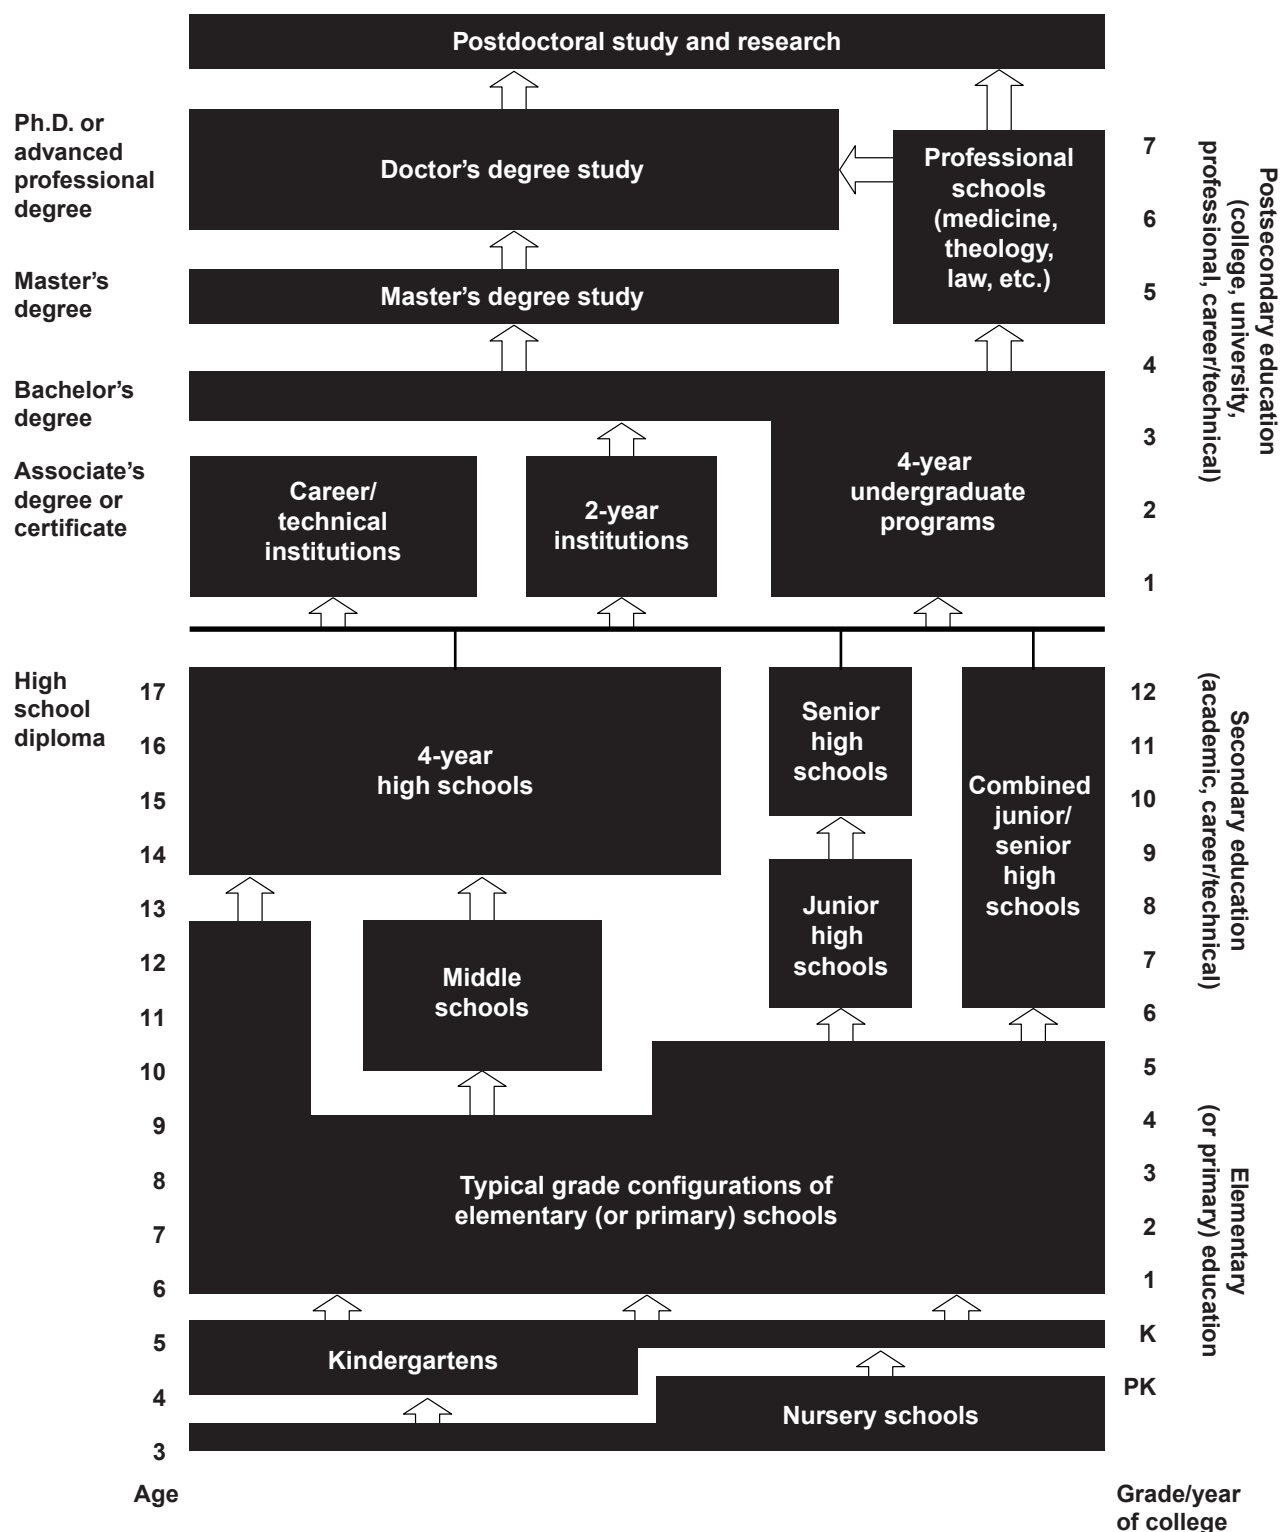 Postdoctoral study and research
Ph.D. or
advanced
professional
degree
Doctor’s degree study
Professional
schools
(medicine,
theology,
law, etc.)
7
6
5
Master’s
degree
Master’s degree study
4
3
2
1
Postsecondary education
(college, university,
professional, career/technical)
Bachelor’s
degree
Associate’s
degree or
certificate
Career/
technical
institutions
2-year
institutions
4-year
undergraduate
programs
High
school
diploma
17
16
15
14
13
12
11
10
9
8
7
6
5
4
3
Age
4-year
high schools
Senior
high
schools
Combined
junior/
senior
high
schools
Junior
high
schools
Middle
schools
Typical grade configurations of
elementary (or primary) schools
Kindergartens
Nursery schools
12
11
10
9
8
7
6
5
4
3
2
1
K
PK
Grade/year
of college
Secondary education
(academic, career/technical)
Elementary
(or primary) education